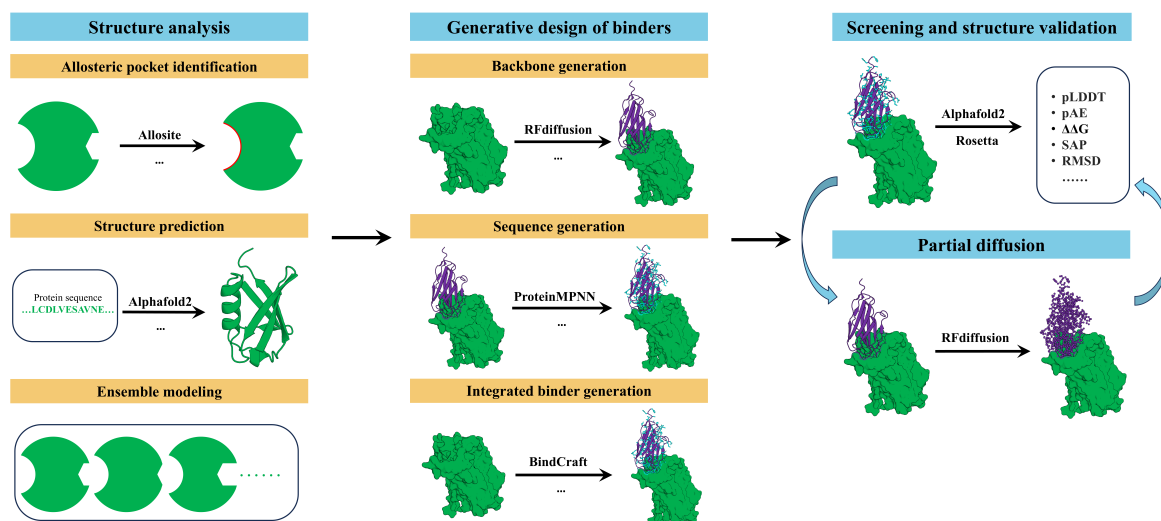 Structure analysis
Allosteric pocket identification
Allosite
...
Structure prediction
Protein sequence
...LCDLVESAVNE...
Alphafold2
...
Ensemble modeling
......
Generative design of binders
Backbone generation
RFdiffusion
...
Sequence generation
ProteinMPNN
...
Integrated binder generation
BindCraft
...
Screening and structure validation
Alphafold2
Rosetta
• pLDDT
• pAE
• ΔΔG
• SAP
• RMSD
......
Partial diffusion
RFdiffusion